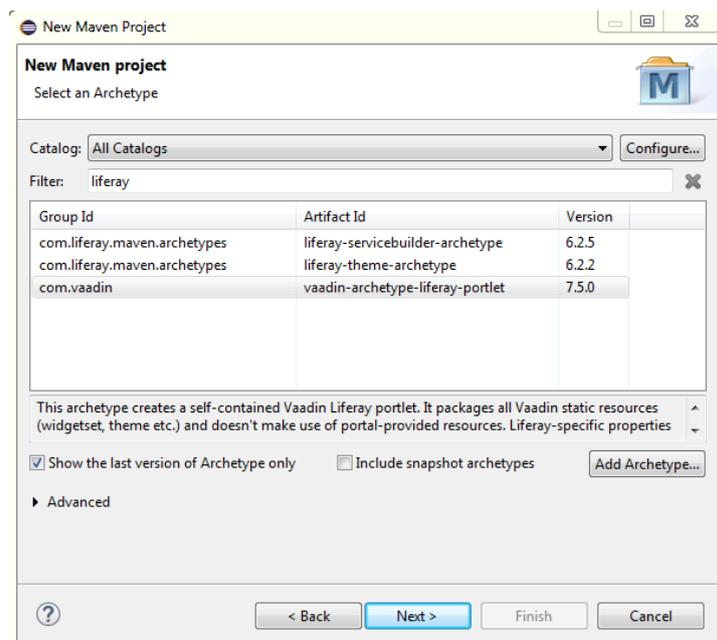 New Maven Project
New Maven project
Select an Archetype
M
Catalog: All Catalogs Configure...
Filter: liferay
Group Id Artifact Id Version
com.liferay.maven.archetypes liferay-servicebuilder-archetype 6.2.5
com.liferay.maven.archetypes liferay-theme-archetype 6.2.2
com.vaadin vaadin-archetype-liferay-portlet 7.5.0
This archetype creates a self-contained Vaadin Liferay portlet. It packages all Vaadin static resources
(widgetset, theme etc.) and doesn't make use of portal-provided resources. Liferay-specific properties
Show the last version of Archetype only Include snapshot archetypes Add Archetype...
Advanced
? < Back Next > Finish Cancel